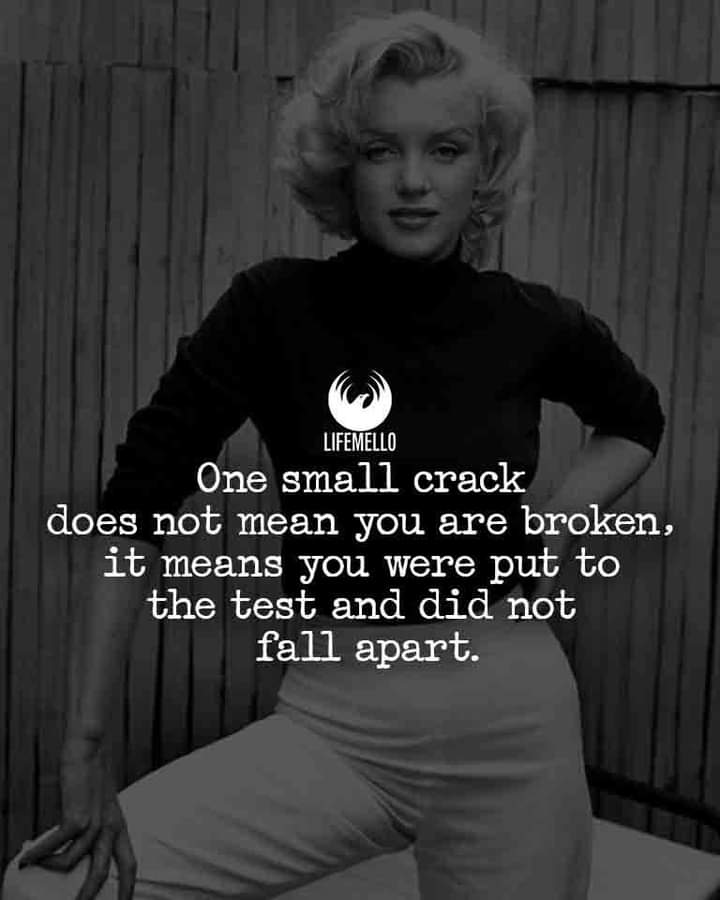 LIFEMELLO
One small crack
does not mean you are broken,
it means you were put to
the test and did not
fall apart.